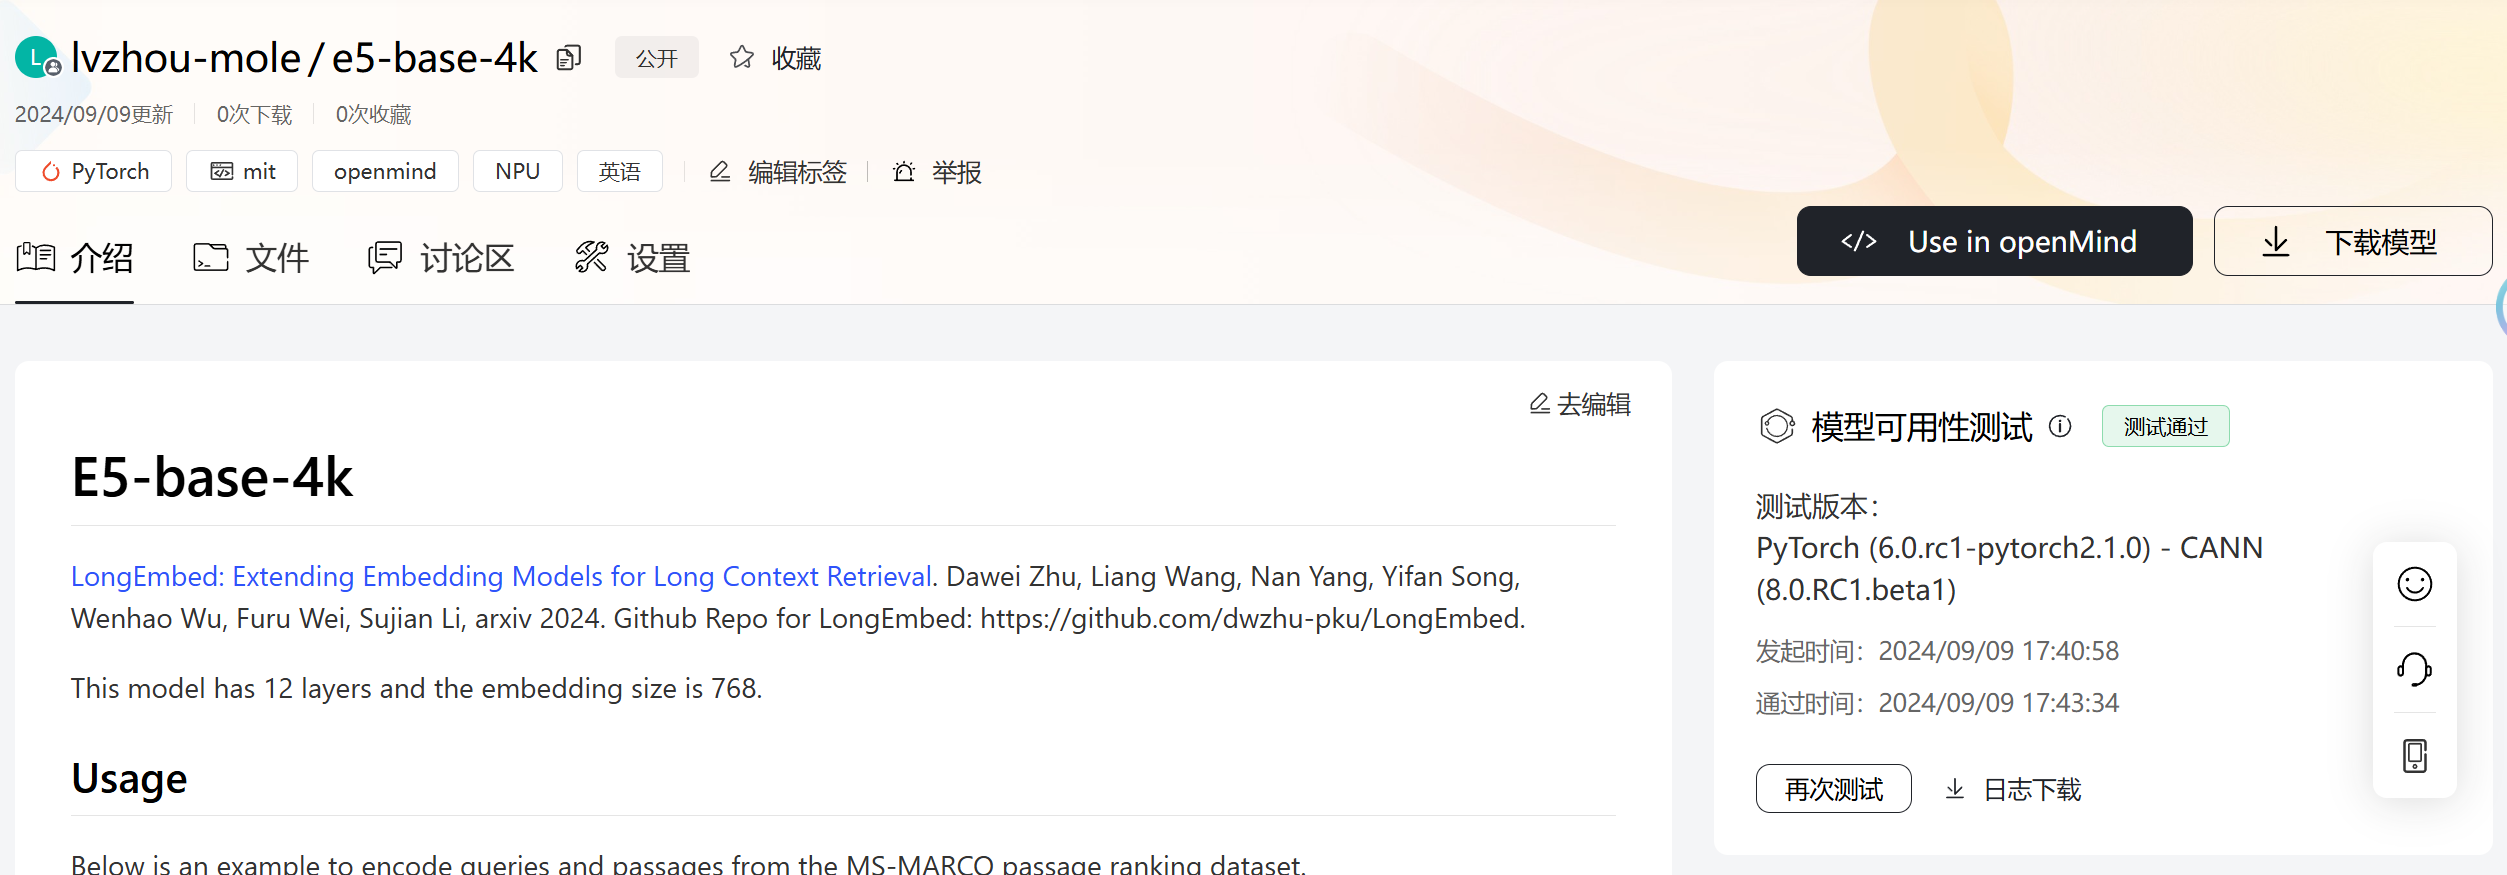 L lvzhou-mole / e5-base-4k 公开 收藏
2024/09/09更新 0次下载 0次收藏
PyTorch mit openmind NPU 英语 编辑标签 举报
介绍 文件 讨论区 设置
</> Use in openMind 下载模型
去编辑
E5-base-4k
LongEmbed: Extending Embedding Models for Long Context Retrieval. Dawei Zhu, Liang Wang, Nan Yang, Yifan Song,
Wenhao Wu, Furu Wei, Sujian Li, arxiv 2024. Github Repo for LongEmbed: https://github.com/dwzhu-pku/LongEmbed.
This model has 12 layers and the embedding size is 768.
Usage
Below is an example to encode queries and passages from the MS-MARCO passage ranking dataset.
模型可用性测试 测试通过
测试版本：
PyTorch (6.0.rc1-pytorch2.1.0) - CANN
(8.0.RC1.beta1)
发起时间：2024/09/09 17:40:58
通过时间：2024/09/09 17:43:34
再次测试 日志下载